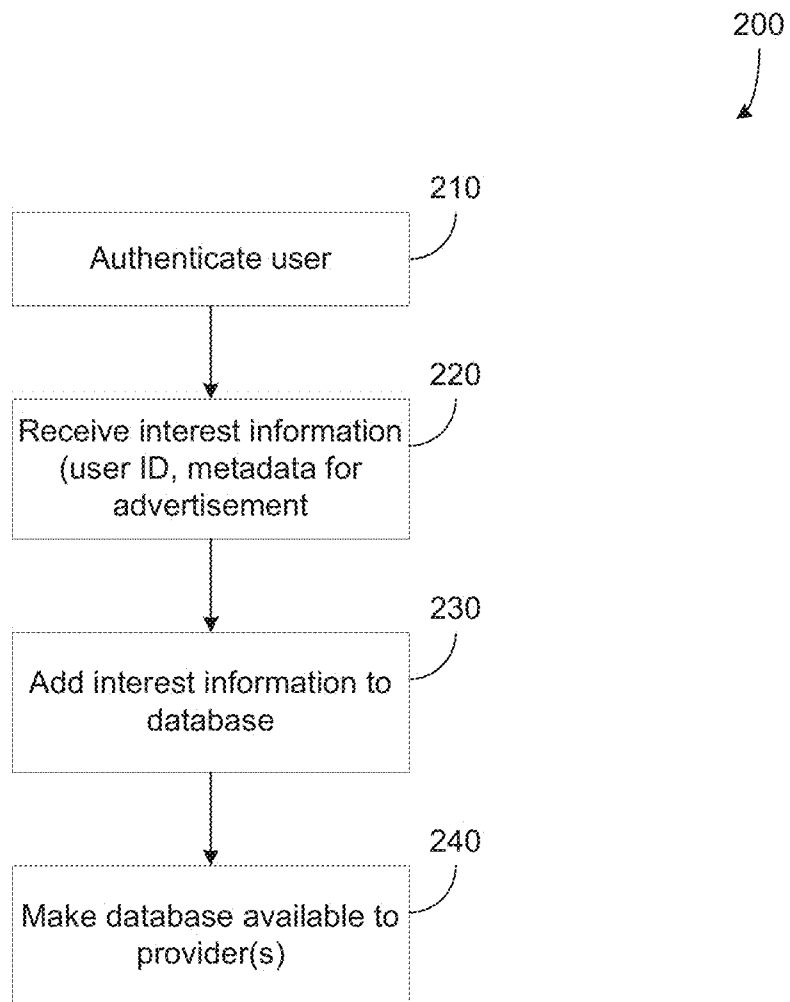 200
210
Authenticate user
220
Receive interest information
(user ID, metadata for
advertisement
230
Add interest information to
database
240
Make database available to
provider(s)